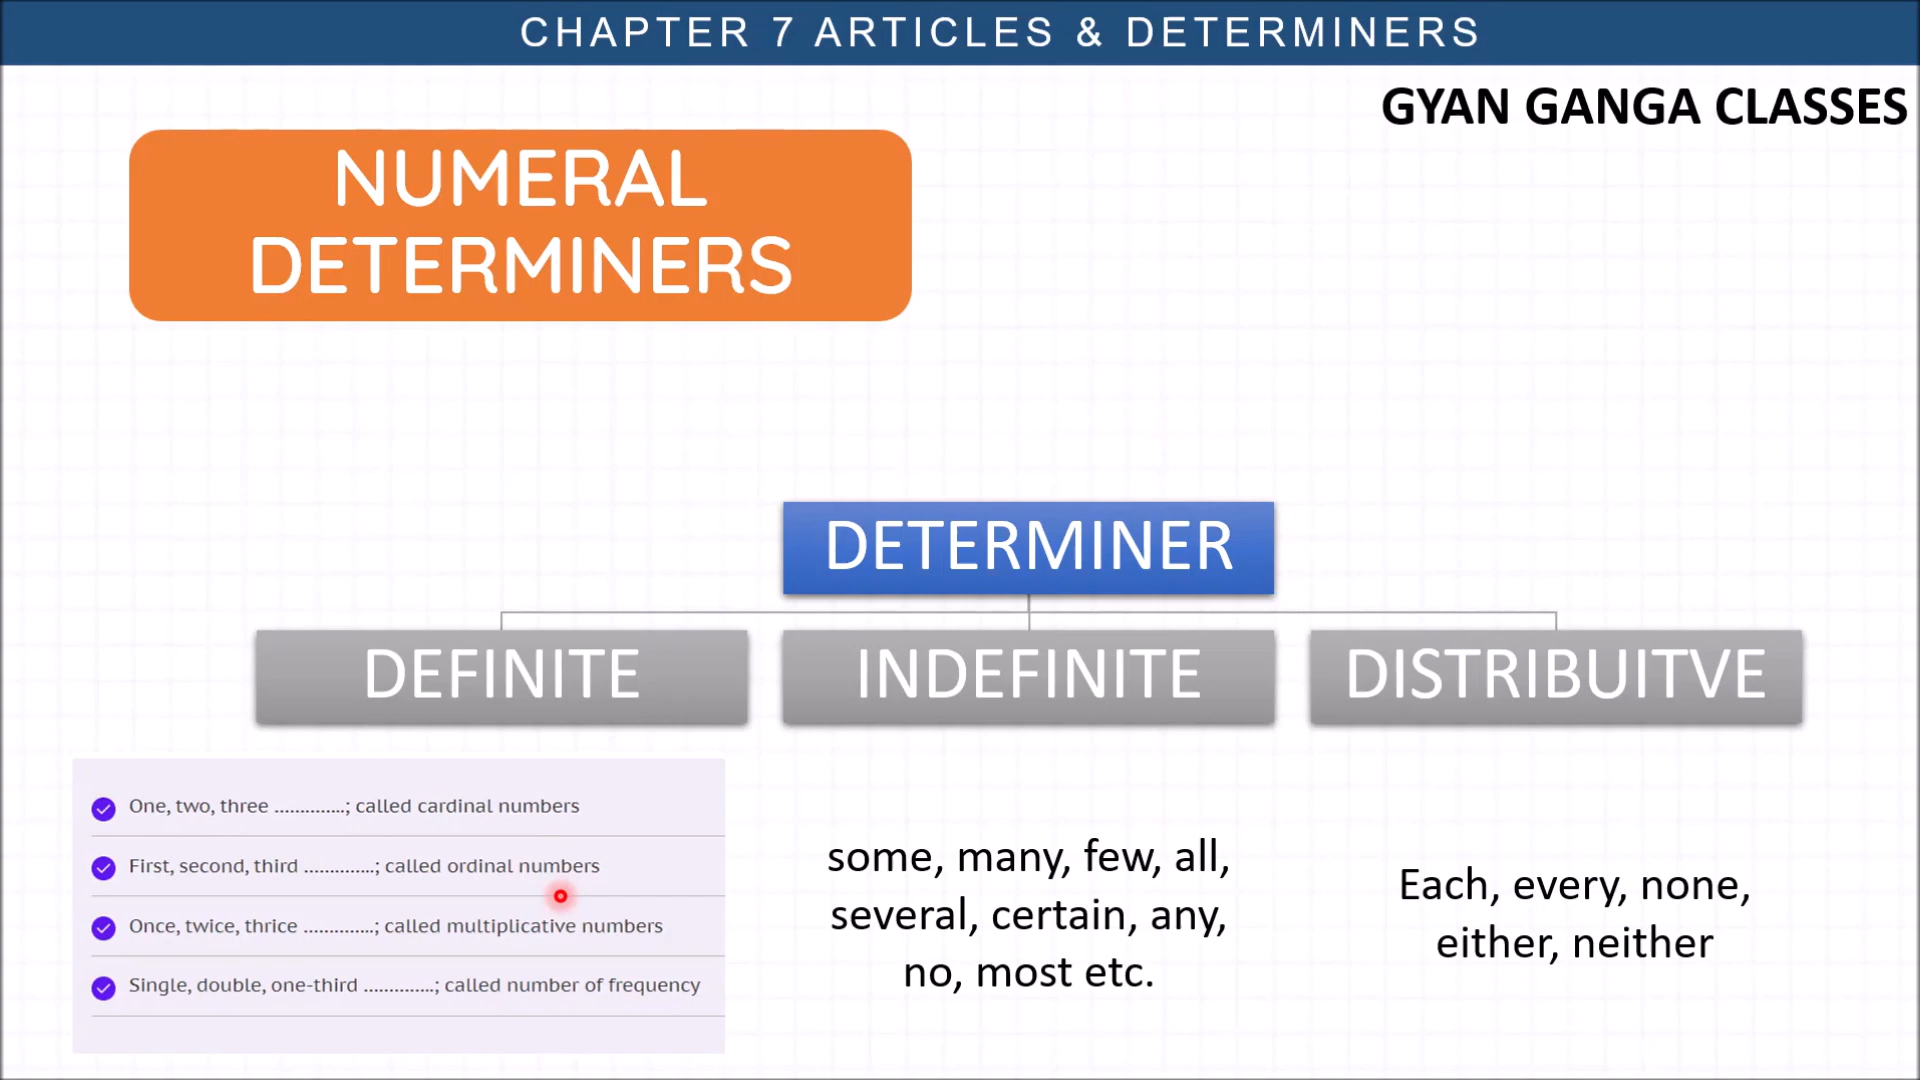 CHAPTER 7 ARTICLES & DETERMINERS
GYAN GANGA CLASSES
NUMERAL
DETERMINERS
DETERMINER
DEFINITE
INDEFINITE
DISTRIBUITVE
One, two, three ..............; called cardinal numbers
First, second, third ..............; called ordinal numbers
Once, twice, thrice ..............; called multiplicative numbers
Single, double, one-third ..............; called number of frequency
some, many, few, all,
several, certain, any,
no, most etc.
Each, every, none,
either, neither